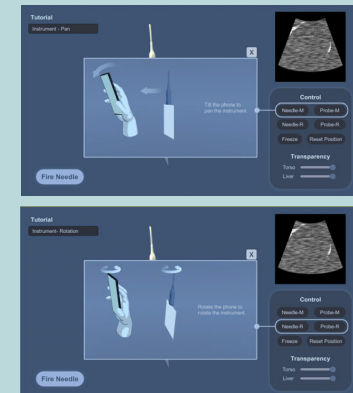 Tutorial
Instrument - Pan
X
Tilt the phone to
pan the instrument.
Fire Needle
Control
Needle-M Probe-M
Needle-R Probe-R
Freeze Reset Position
Transparency
Torso
Liver
Tutorial
Instrument- Rotation
X
Rotate the phone to
rotate the instrument.
Fire Needle
Control
Needle-M Probe-M
Needle-R Probe-R
Freeze Reset Position
Transparency
Torso
Liver